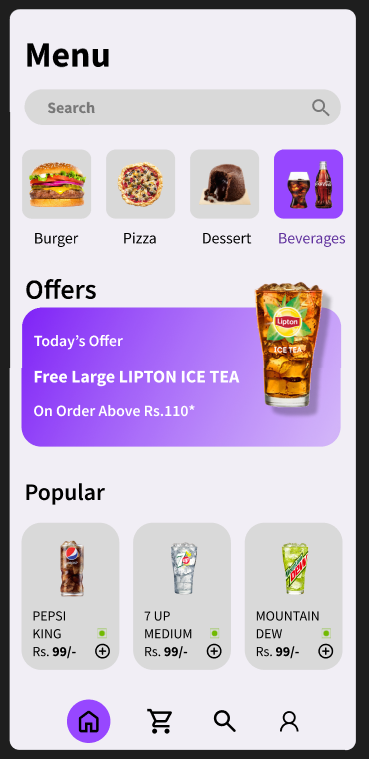 Menu
Search
Burger
Pizza
Dessert
Beverages
Offers
Today's Offer
Free Large LIPTON ICE TEA
On Order Above Rs.110*
Lipton
ICE TEA
Popular
PEPSI
KING
Rs. 99/-
7 UP
MEDIUM
Rs. 99/-
MOUNTAIN
DEW
Rs. 99/-